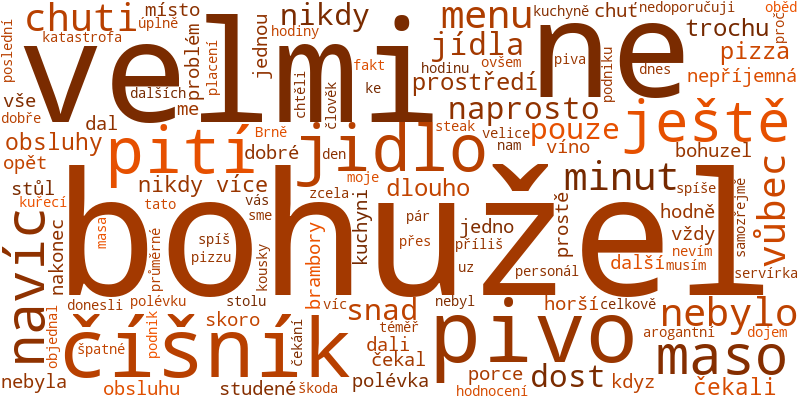 bohužel
velmi
ne
číšník
pivo
jidlo
pití
ještě
navíc
minut
maso
nebylo
vůbec
menu
chuti
dost
snad
pouze
naprosto
jídla
nikdy
nikdy více
obsluhy
prostředí
dlouho
trochu
pizza
nepříjemná
kuchyně
chuť
nedoporučuji
oběd
proč
místo
úplně
katastrofa
poslední
vše
dobře
opět
stůl
kuřecí
dalších
me
problém
placení
jednou
hodiny
chtěli
člověk
fakt
ke
hodinu
ovšem
piva
podniku
dnes
dal
Brně
dobré
den
moje
steak
velice
nam
víno
bohuzel
spíše
samozřejmě
hodně
vždy
nevím
další
musím
servírka
tato
vás
sme
zcela
kuchyni
pár
přes
jedno
příliš
uz
prostě
personál
nakonec
masa
průměrné
spíš
pizzu
kousky
brambory
donesli
polévku
stolu
víc
nebyl
horší
celkově
arogantní
dojem
objednal
podnik
skoro
čekání
téměř
dali
čekal
polévka
špatné
nebyla
obsluhu
studené
škoda
porce
hodnocení
kdyz
čekali